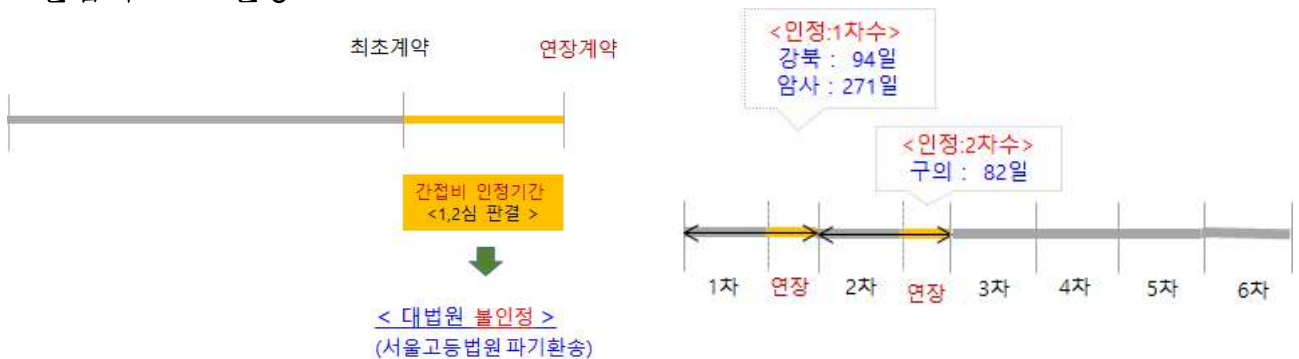 최초계약
연장계약
간접비 인정기간
<1,2심 판결 >
< 대법원 불인정 >
(서울고등법원 파기환송)
<인정:1차수>
강북 : 94일
암사 : 271일
<인정:2차수>
구의 : 82일
1차
연장
2차
연장
3차
4차
5차
6차